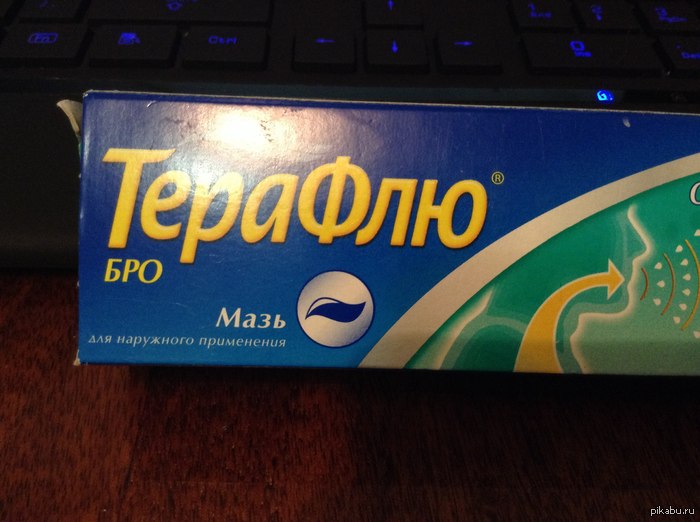 ТераФлю®
БРО
Мазь
для наружного применения
pikabu.ru